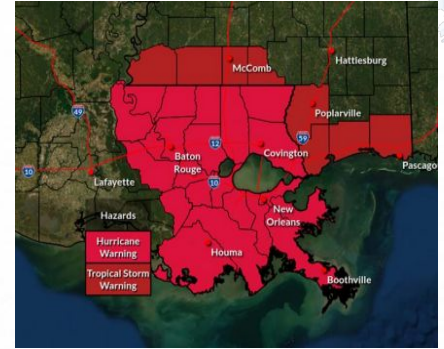 McComb
Hattiesburg
49
Poplarville
12
59
Baton
Rouge
Covington
Pascago
10
10
Lafayette
Hazards
New
Orleans
Hurricane
Warning
Houma
Tropical Storm
Warning
Boothville